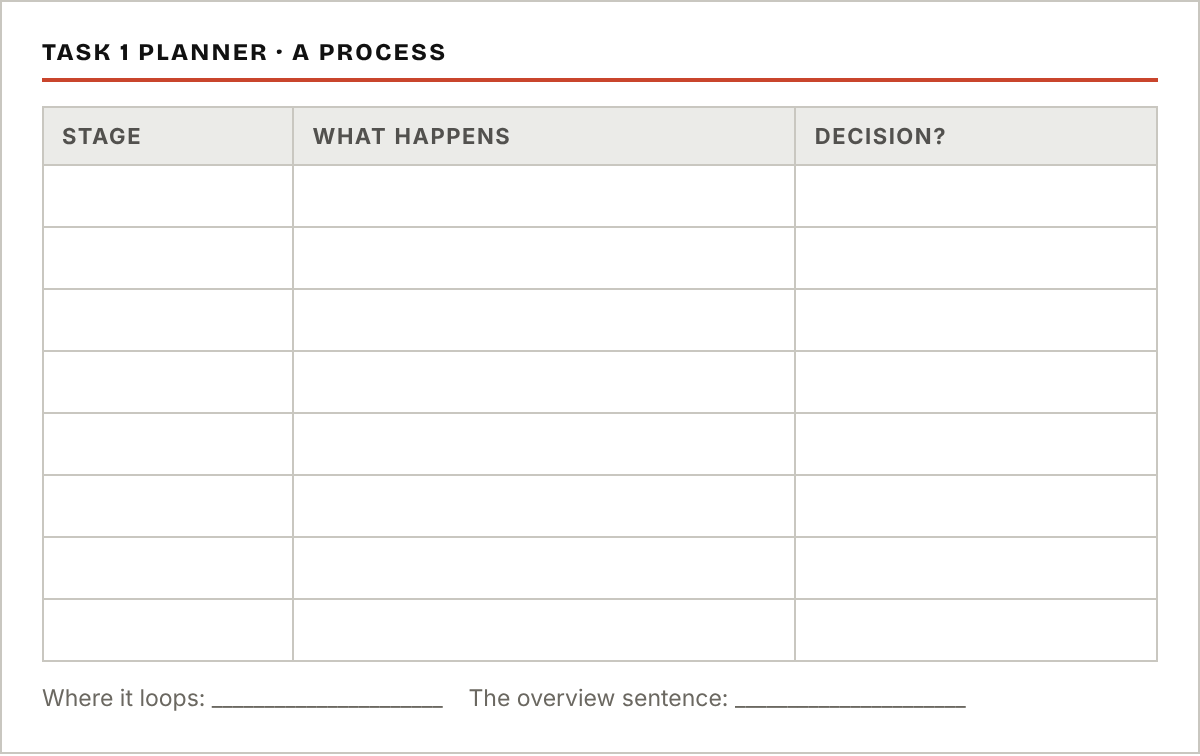 TASK 1 PLANNER · A PROCESS
STAGE WHAT HAPPENS DECISION?
Where it loops: ____________________ The overview sentence: ____________________